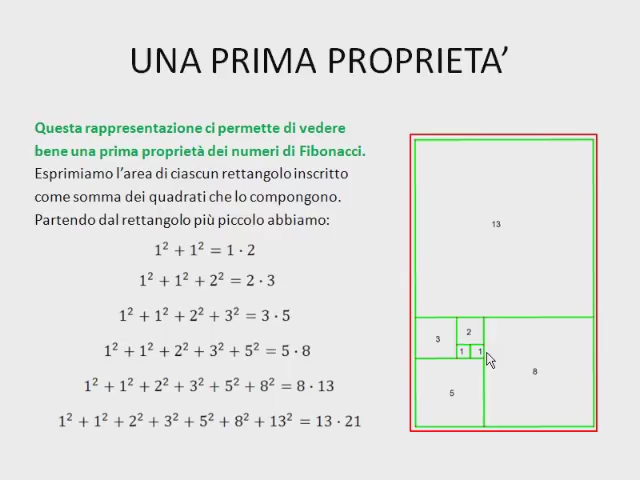 UNA PRIMA PROPRIETA’
Questa rappresentazione ci permette di vedere
bene una prima proprietà dei numeri di Fibonacci.
Esprimiamo l’area di ciascun rettangolo inscritto
come somma dei quadrati che lo compongono.
Partendo dal rettangolo più piccolo abbiamo:
1² + 1² = 1 · 2
1² + 1² + 2² = 2 · 3
1² + 1² + 2² + 3² = 3 · 5
1² + 1² + 2² + 3² + 5² = 5 · 8
1² + 1² + 2² + 3² + 5² + 8² = 8 · 13
1² + 1² + 2² + 3² + 5² + 8² + 13² = 13 · 21
13
2
3
1 1
8
5